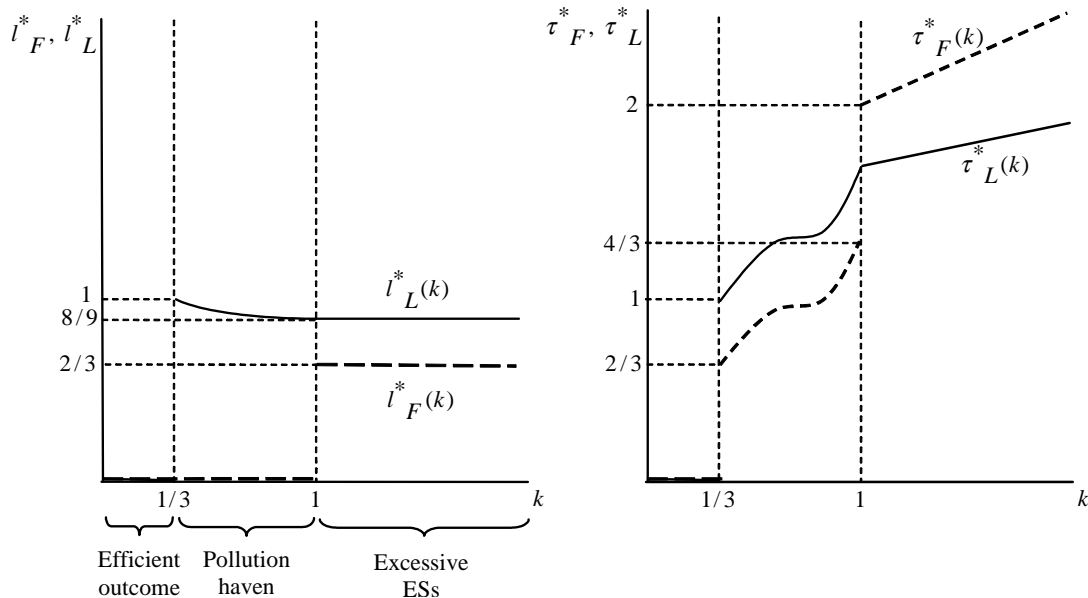 l*F, l*L
1
8/9
2/3
l*L(k)
l*F(k)
1/3
1
k
Efficient
outcome
Pollution
haven
Excessive
ESs
τ*F, τ*L
2
4/3
1
2/3
τ*F(k)
τ*L(k)
1/3
1
k